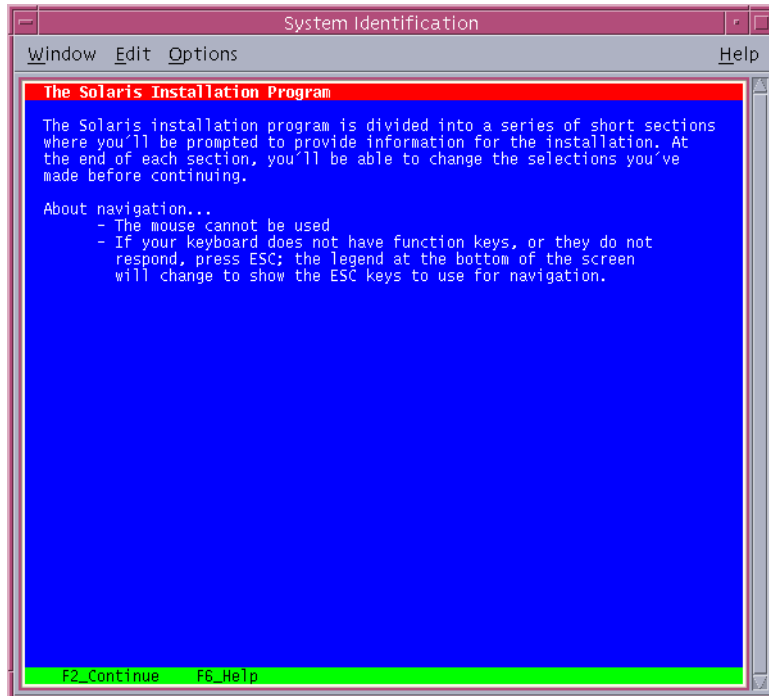 System Identification
Window Edit Options Help
The Solaris Installation Program
The Solaris installation program is divided into a series of short sections
where you´ll be prompted to provide information for the installation. At
the end of each section, you´ll be able to change the selections you´ve
made before continuing.
About navigation...
- The mouse cannot be used
- If your keyboard does not have function keys, or they do not
respond, press ESC; the legend at the bottom of the screen
will change to show the ESC keys to use for navigation.
F2_Continue F6_Help